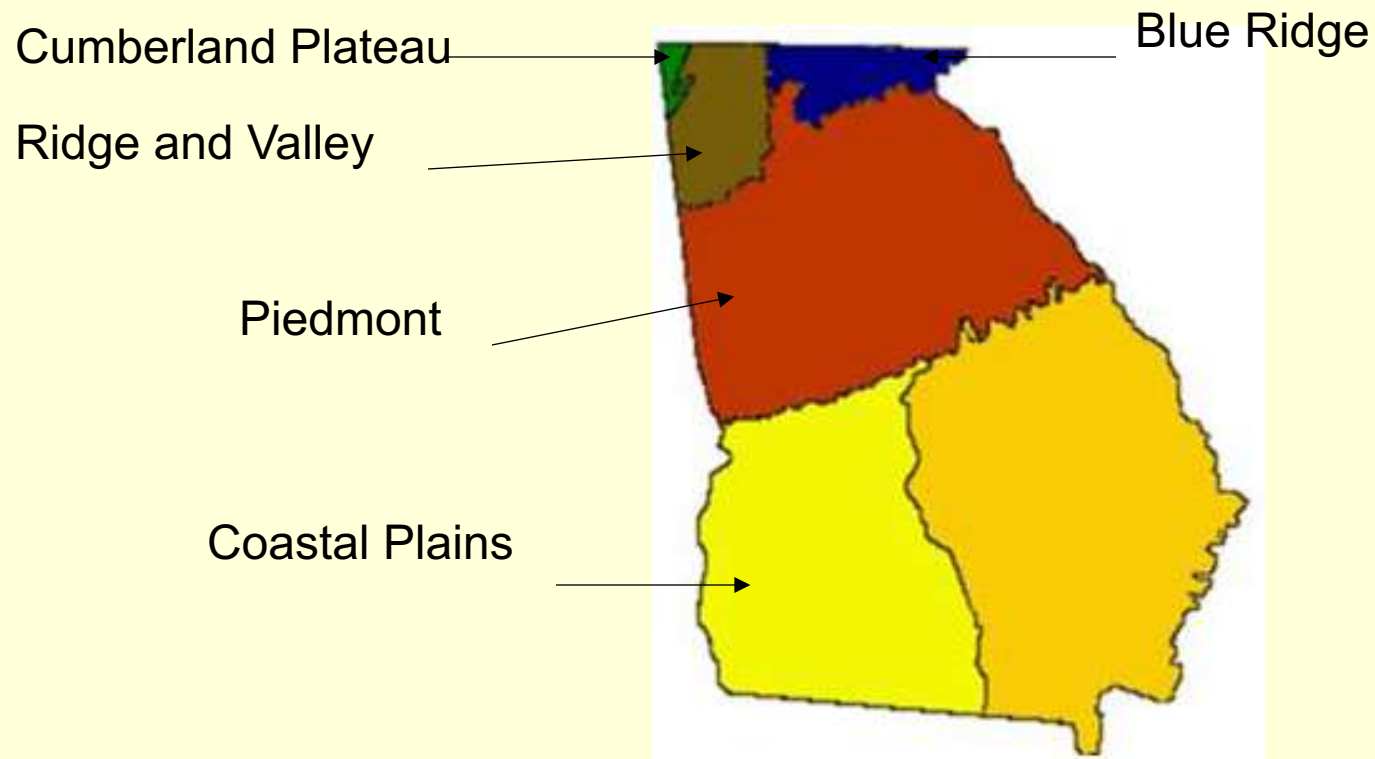 Cumberland Plateau
Blue Ridge
Ridge and Valley
Piedmont
Coastal Plains